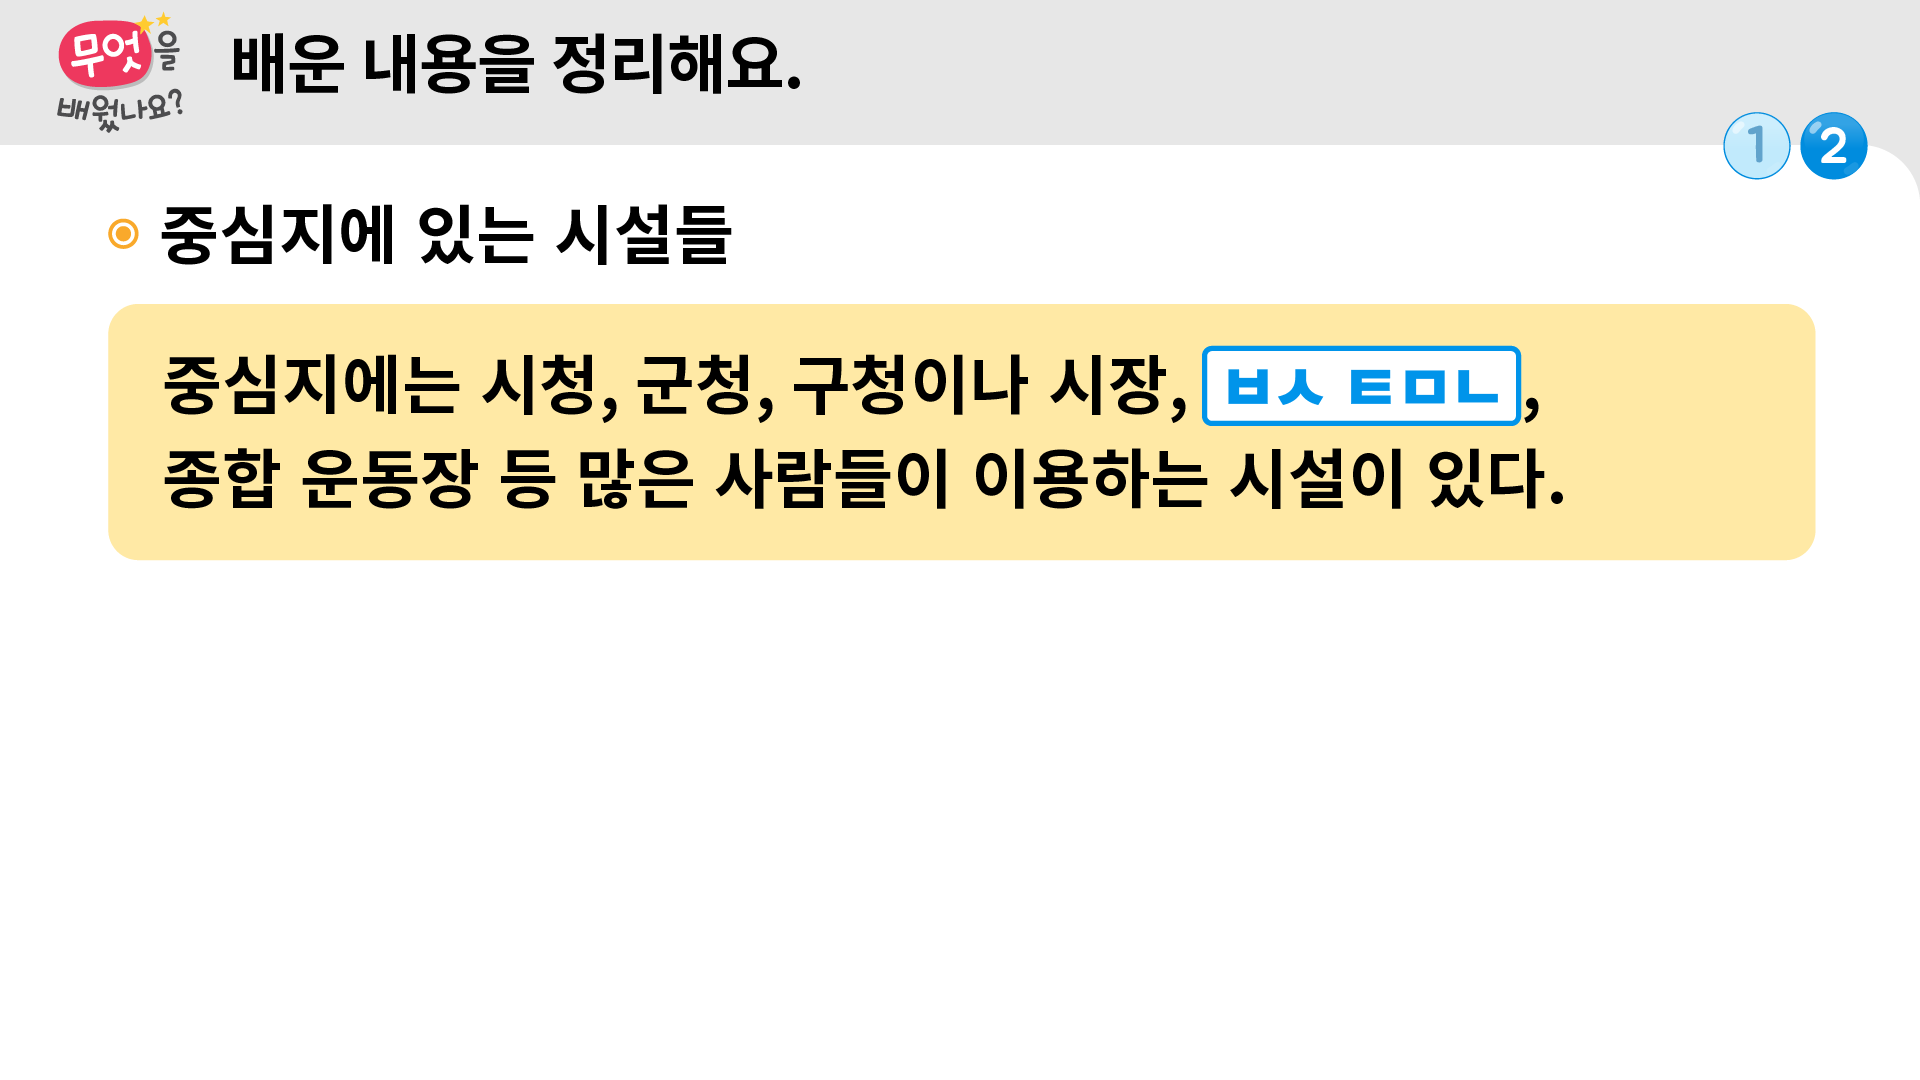 무엇을
배웠나요?
배운 내용을 정리해요.
1 2
중심지에 있는 시설들
중심지에는 시청, 군청, 구청이나 시장, ㅂㅅ ㅌㅁㄴ,
종합 운동장 등 많은 사람들이 이용하는 시설이 있다.